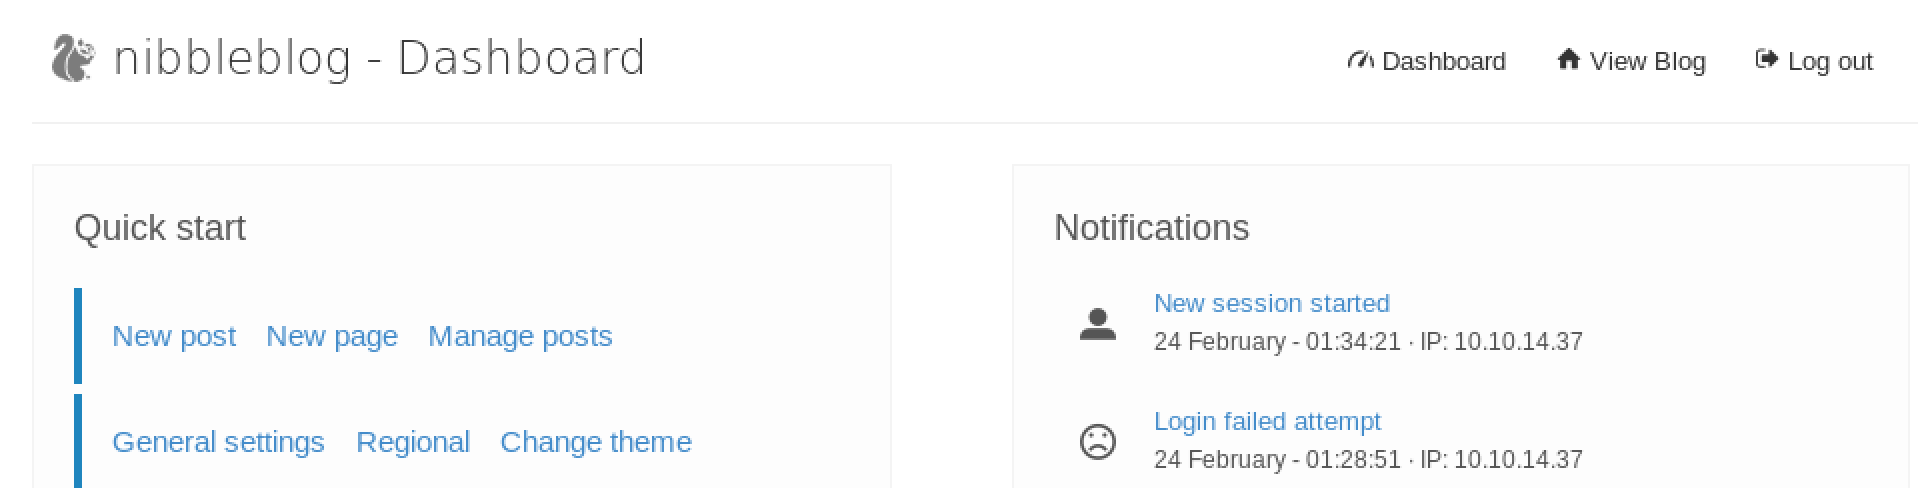 nibbleblog - Dashboard
Dashboard View Blog Log out
Quick start
New post New page Manage posts
General settings Regional Change theme
Notifications
New session started
24 February - 01:34:21 · IP: 10.10.14.37
Login failed attempt
24 February - 01:28:51 · IP: 10.10.14.37